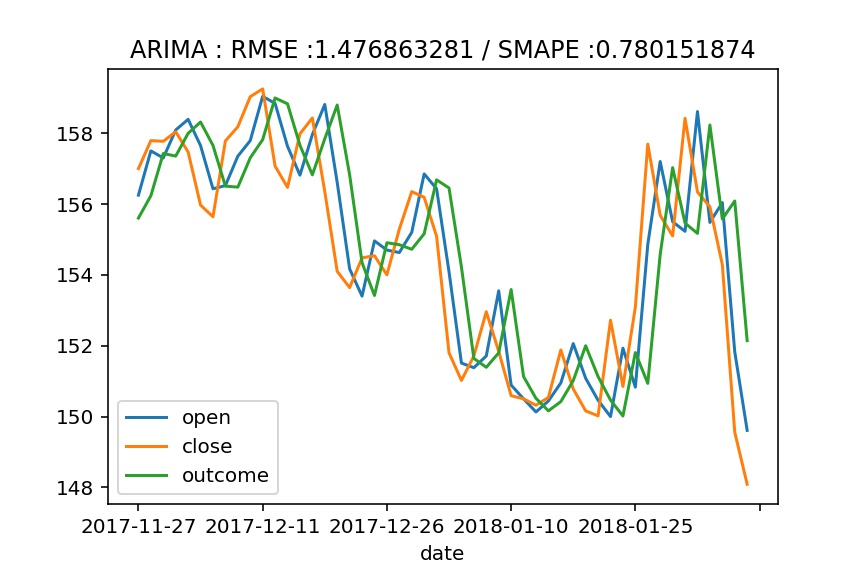 ARIMA : RMSE :1.476863281 / SMAPE :0.780151874
158
156
154
152
150
148
open
close
outcome
2017-11-27 2017-12-11 2017-12-26 2018-01-10 2018-01-25
date